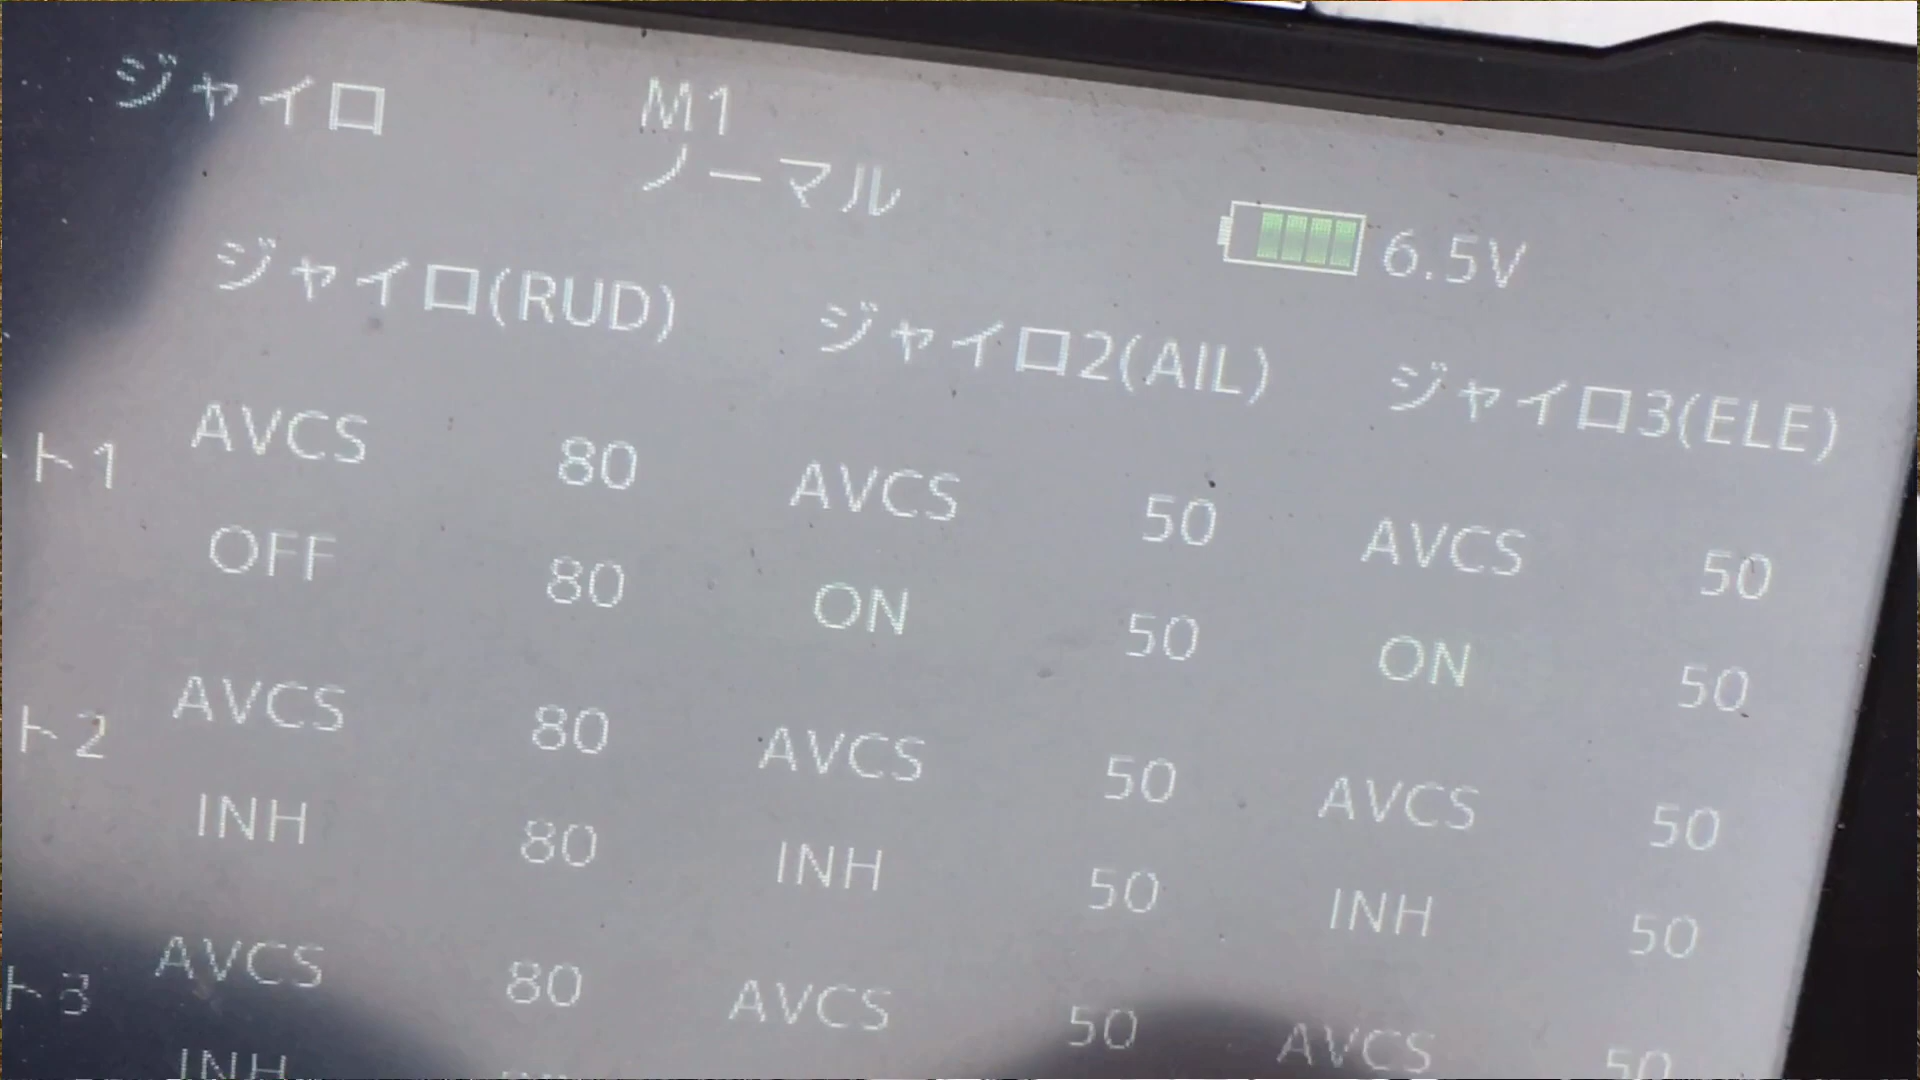 ジャイロ M1
ノーマル
6.5V
ジャイロ(RUD) ジャイロ2(AIL) ジャイロ3(ELE)
ト1 AVCS 80 AVCS 50 AVCS 50
OFF 80 ON 50 ON 50
ト2 AVCS 80 AVCS 50 AVCS 50
INH 80 INH 50 INH 50
ト3 AVCS 80 AVCS 50 AVCS 50
INH